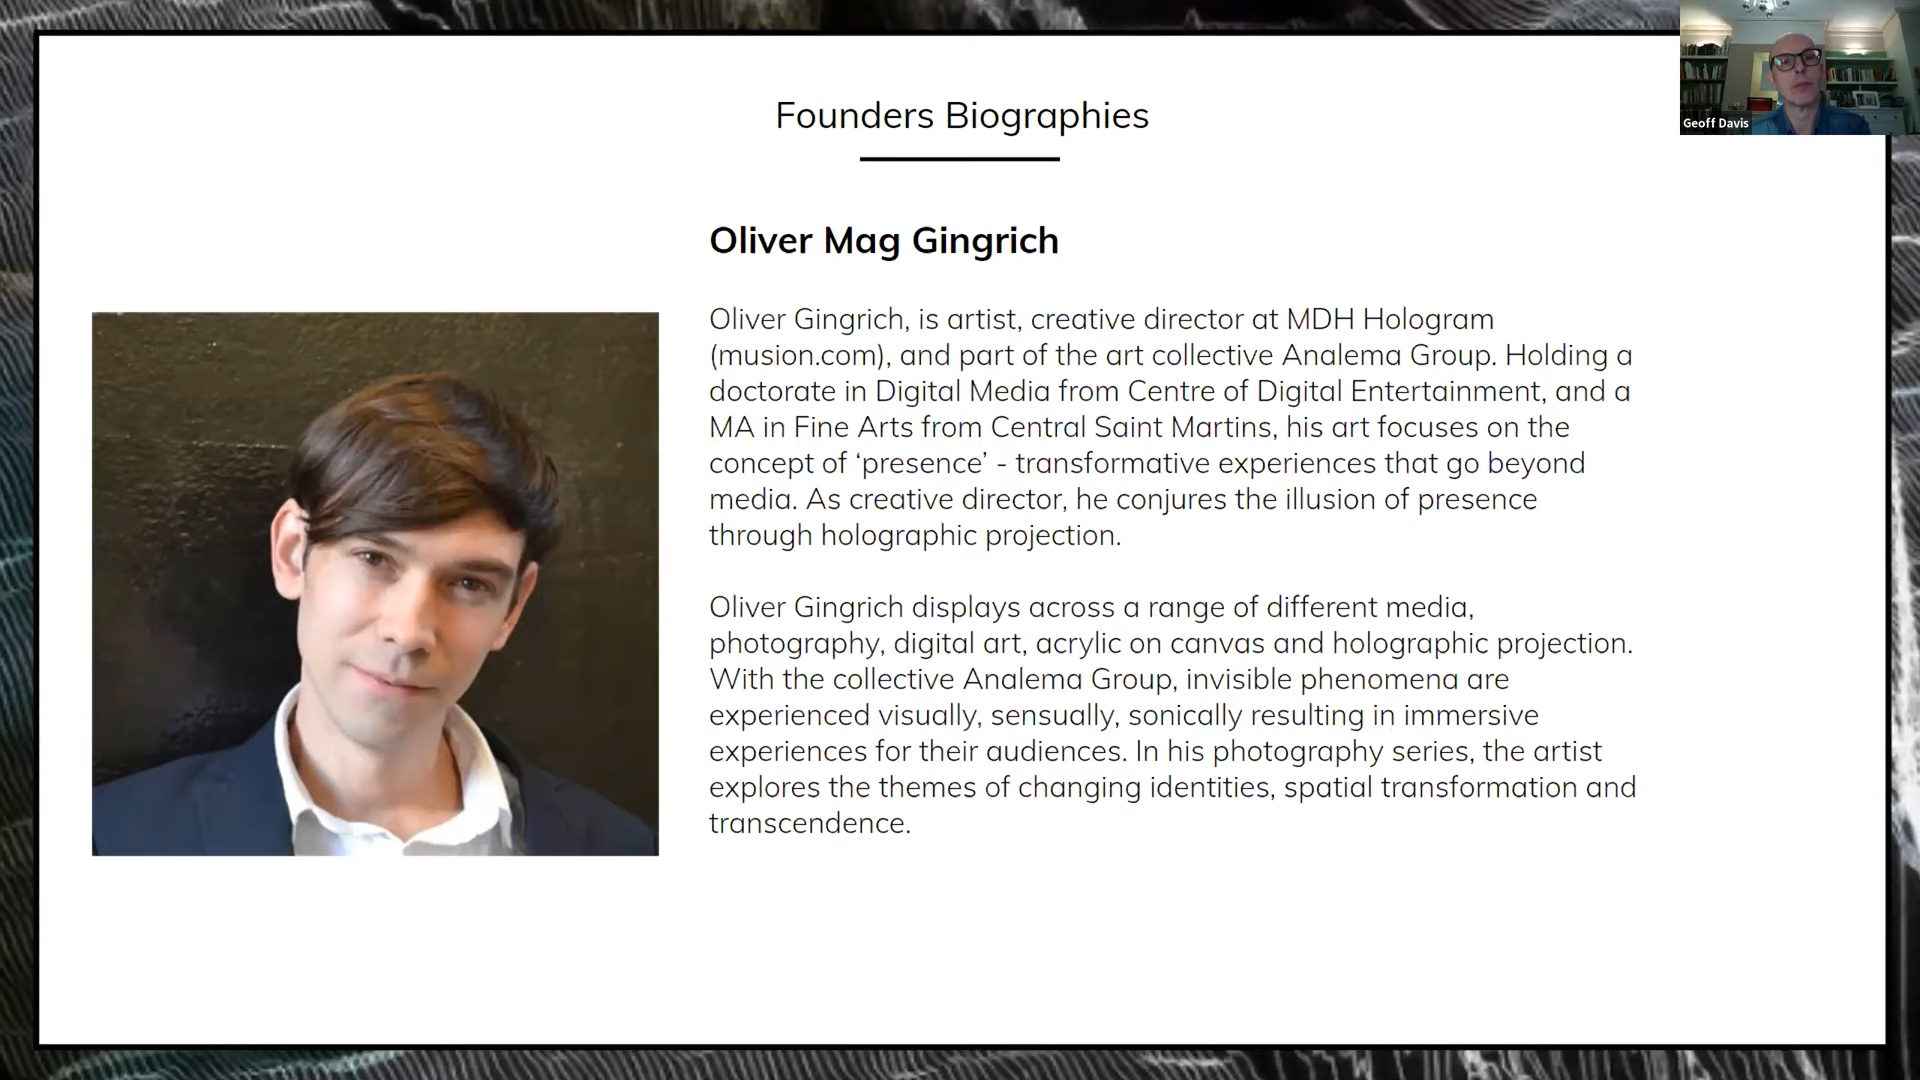 Founders Biographies
Geoff Davis
Oliver Mag Gingrich
Oliver Gingrich, is artist, creative director at MDH Hologram
(musion.com), and part of the art collective Analema Group. Holding a
doctorate in Digital Media from Centre of Digital Entertainment, and a
MA in Fine Arts from Central Saint Martins, his art focuses on the
concept of ‘presence’ - transformative experiences that go beyond
media. As creative director, he conjures the illusion of presence
through holographic projection.
Oliver Gingrich displays across a range of different media,
photography, digital art, acrylic on canvas and holographic projection.
With the collective Analema Group, invisible phenomena are
experienced visually, sensually, sonically resulting in immersive
experiences for their audiences. In his photography series, the artist
explores the themes of changing identities, spatial transformation and
transcendence.